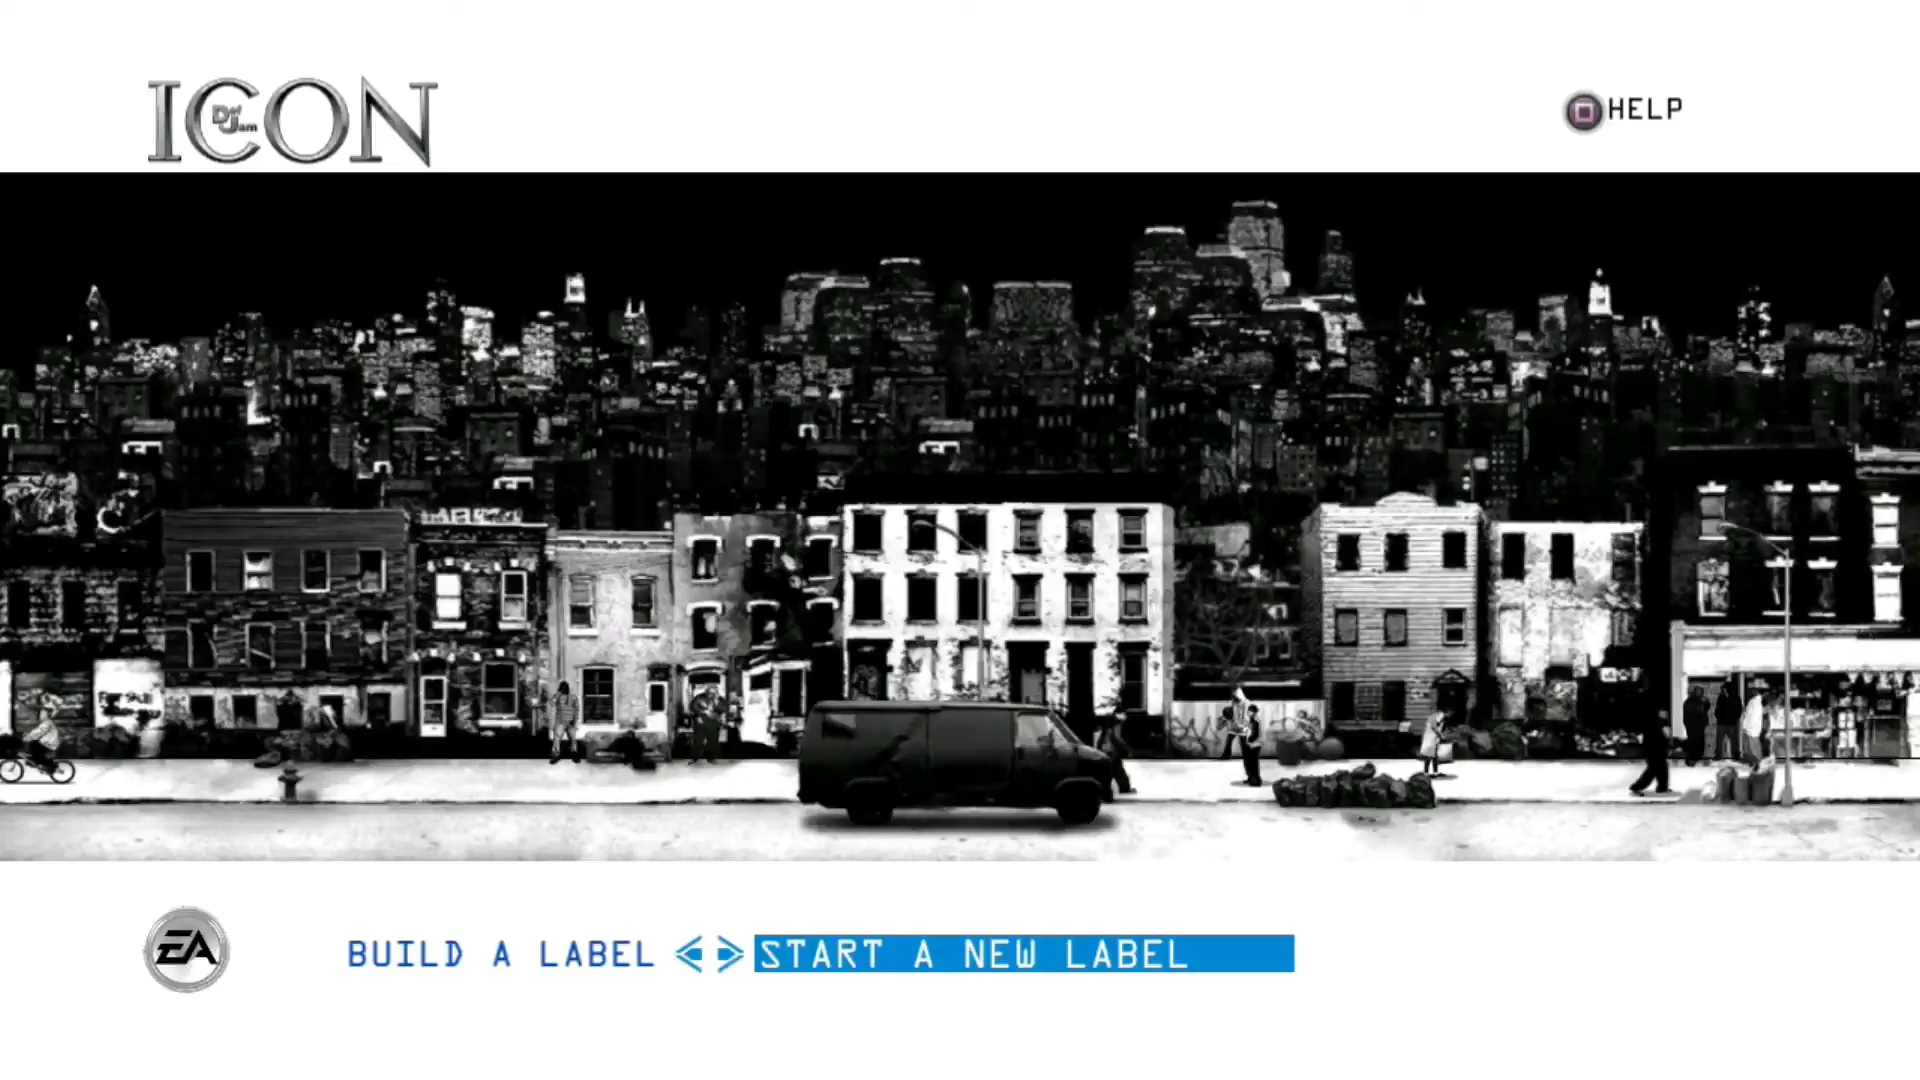 ICON
Def Jam
HELP
EA
BUILD A LABEL
START A NEW LABEL